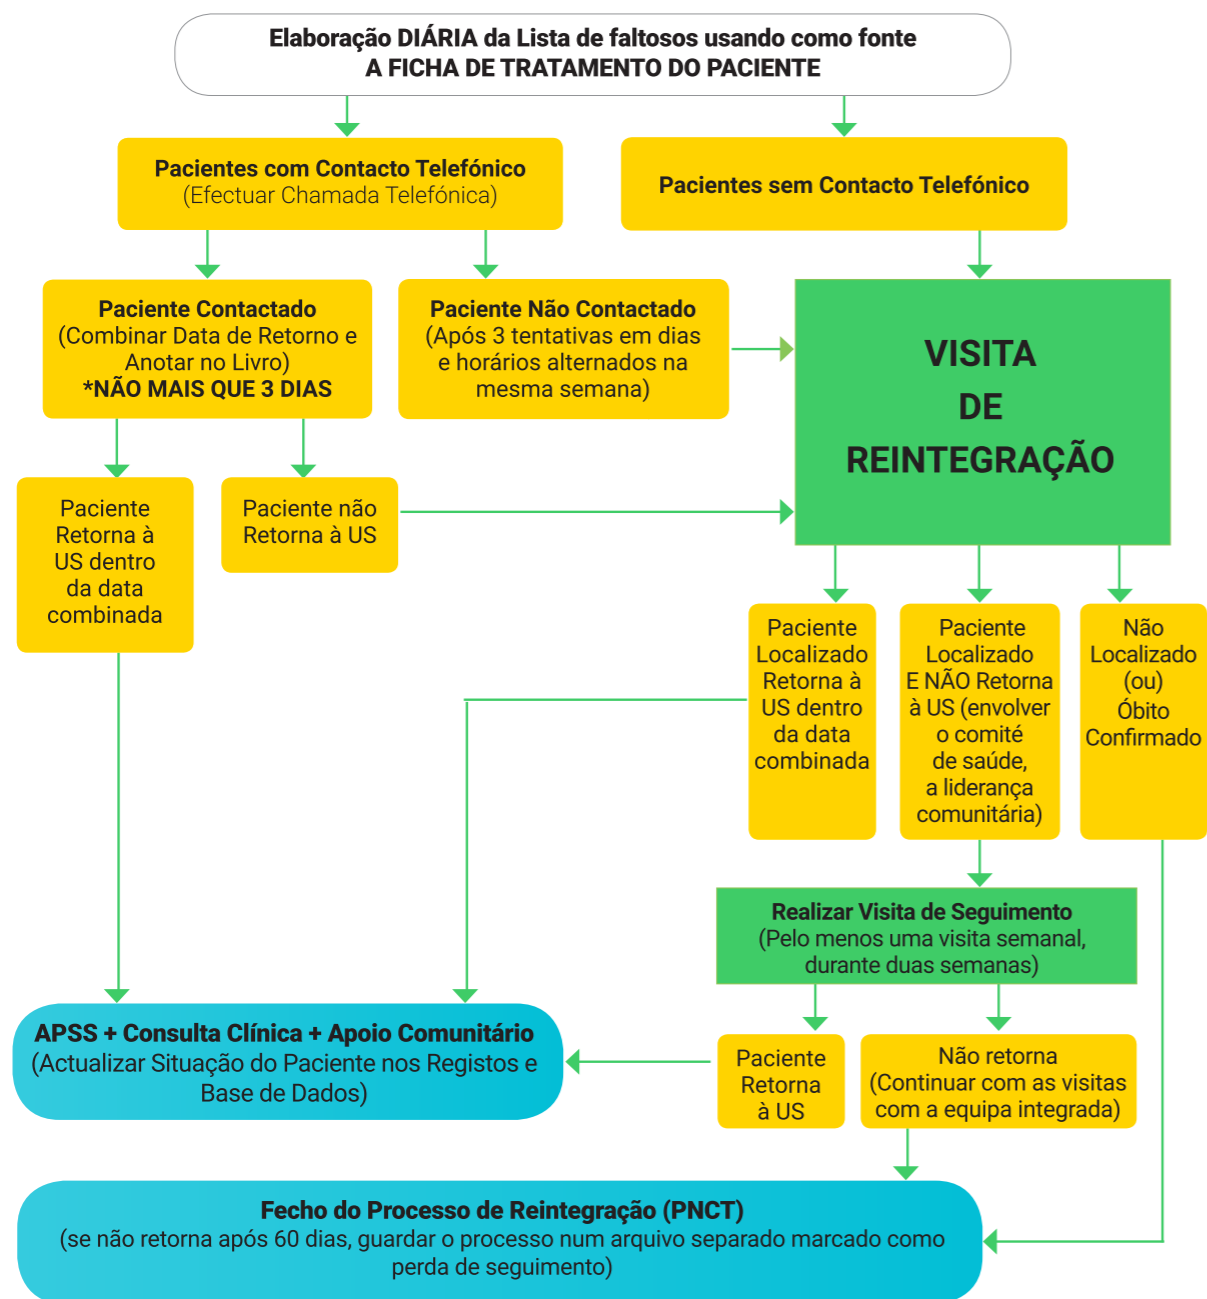 Elaboração DIÁRIA da Lista de faltosos usando como fonte
A FICHA DE TRATAMENTO DO PACIENTE
Pacientes com Contacto Telefónico
(Efectuar Chamada Telefónica)
Pacientes sem Contacto Telefónico
Paciente Contactado
(Combinar Data de Retorno e
Anotar no Livro)
*NÃO MAIS QUE 3 DIAS
Paciente Não Contactado
(Após 3 tentativas em dias
e horários alternados na
mesma semana)
VISITA
DE
REINTEGRAÇÃO
Paciente
Retorna à
US dentro
da data
combinada
Paciente não
Retorna à US
Paciente
Localizado
Retorna à
US dentro
da data
combinada
Paciente
Localizado
E NÃO Retorna
à US (envolver
o comité
de saúde,
a liderança
comunitária)
Não
Localizado
(ou)
Óbito
Confirmado
Realizar Visita de Seguimento
(Pelo menos uma visita semanal,
durante duas semanas)
APSS + Consulta Clínica + Apoio Comunitário
(Actualizar Situação do Paciente nos Registos e
Base de Dados)
Paciente
Retorna
à US
Não retorna
(Continuar com as visitas
com a equipa integrada)
Fecho do Processo de Reintegração (PNCT)
(se não retorna após 60 dias, guardar o processo num arquivo separado marcado como
perda de seguimento)